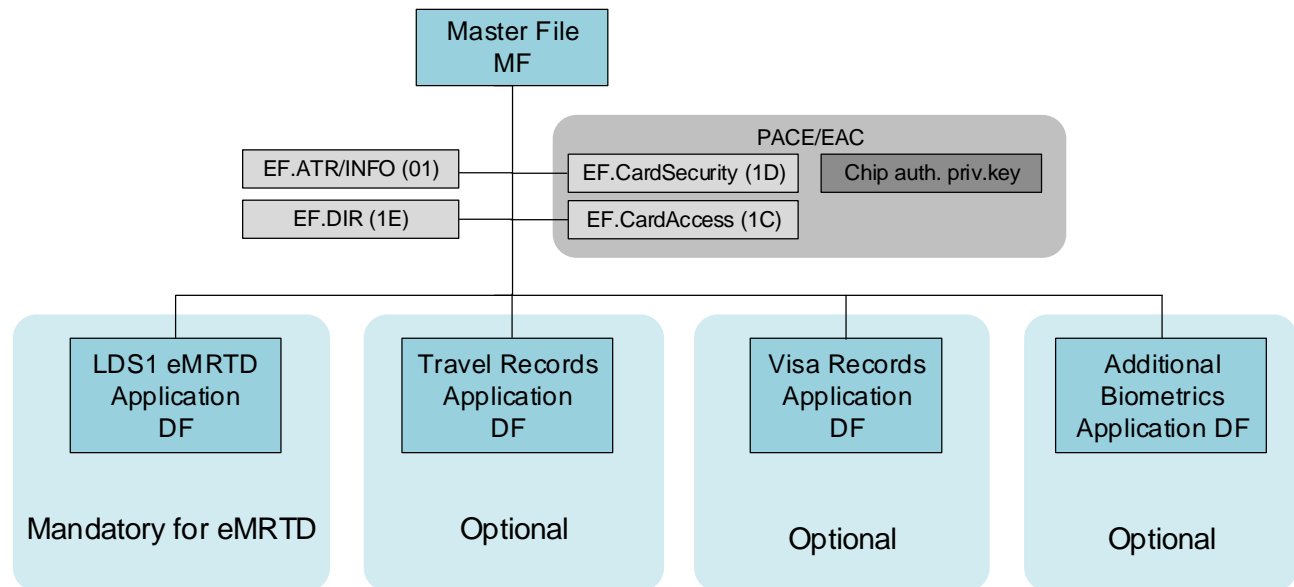 Master File
MF
PACE/EAC
EF.ATR/INFO (01)
EF.CardSecurity (1D)
Chip auth. priv.key
EF.DIR (1E)
EF.CardAccess (1C)
LDS1 eMRTD
Application
DF
Mandatory for eMRTD
Travel Records
Application
DF
Optional
Visa Records
Application
DF
Optional
Additional
Biometrics
Application DF
Optional